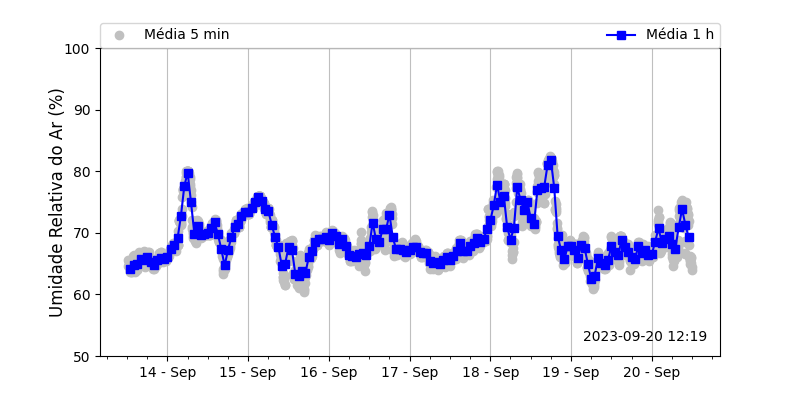 Média 5 min
Média 1 h
100
90
80
70
60
50
Umidade Relativa do Ar (%)
2023-09-20 12:19
14 - Sep
15 - Sep
16 - Sep
17 - Sep
18 - Sep
19 - Sep
20 - Sep